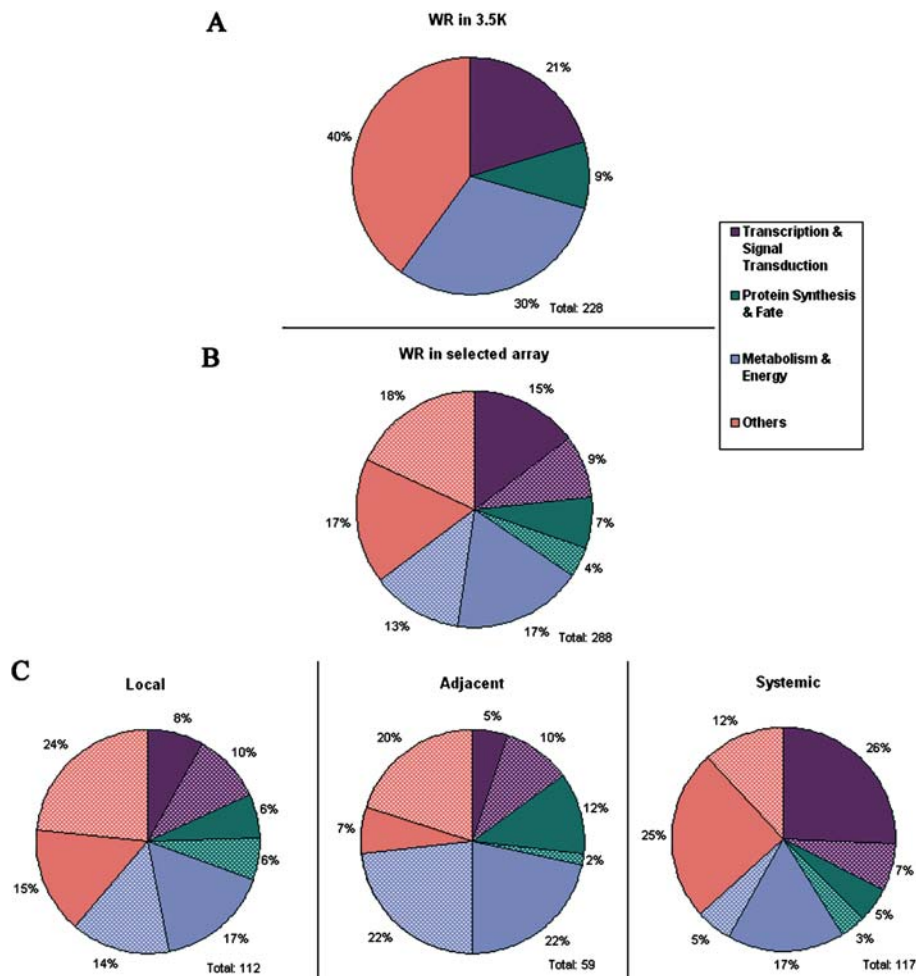 A
WR in 3.5K
21%
40%
9%
30%
Total: 228
Transcription &
Signal
Transduction
Protein Synthesis
& Fate
Metabolism &
Energy
Others
B
WR in selected array
18%
15%
9%
17%
7%
4%
13%
17%
Total: 288
C
Local
24%
8%
10%
6%
6%
15%
14%
17%
Total: 112
Adjacent
20%
5%
10%
12%
7%
2%
22%
22%
Total: 59
Systemic
12%
26%
25%
7%
5%
3%
5%
17%
Total: 117